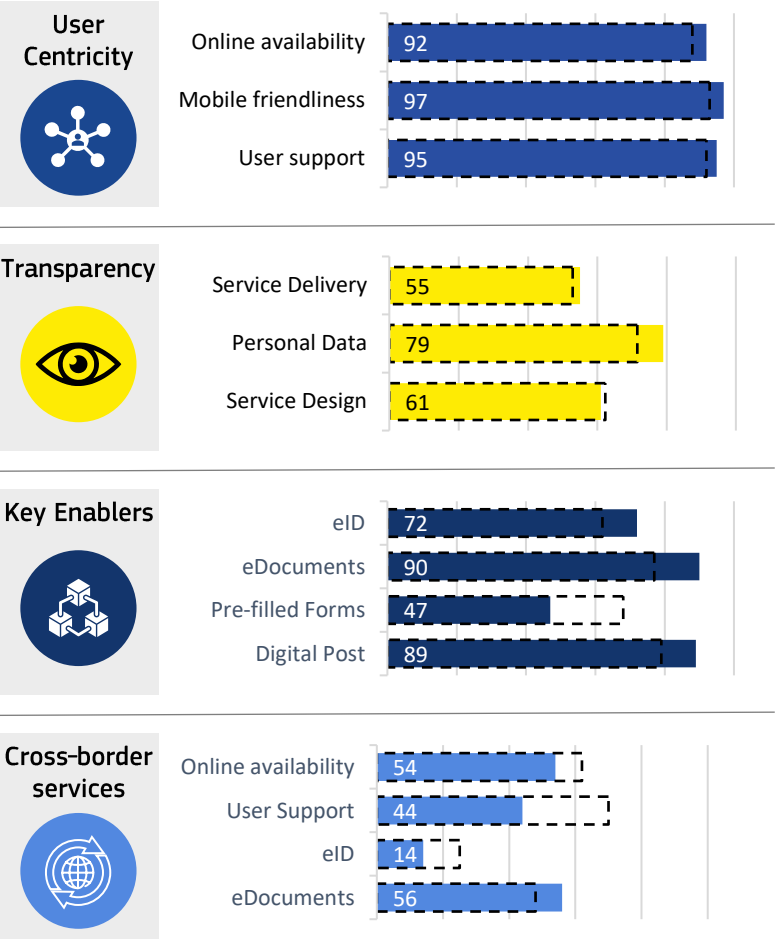 User
Centricity
Online availability 92
Mobile friendliness 97
User support 95
Transparency
Service Delivery 55
Personal Data 79
Service Design 61
Key Enablers
eID 72
eDocuments 90
Pre-filled Forms 47
Digital Post 89
Cross-border
services
Online availability 54
User Support 44
eID 14
eDocuments 56